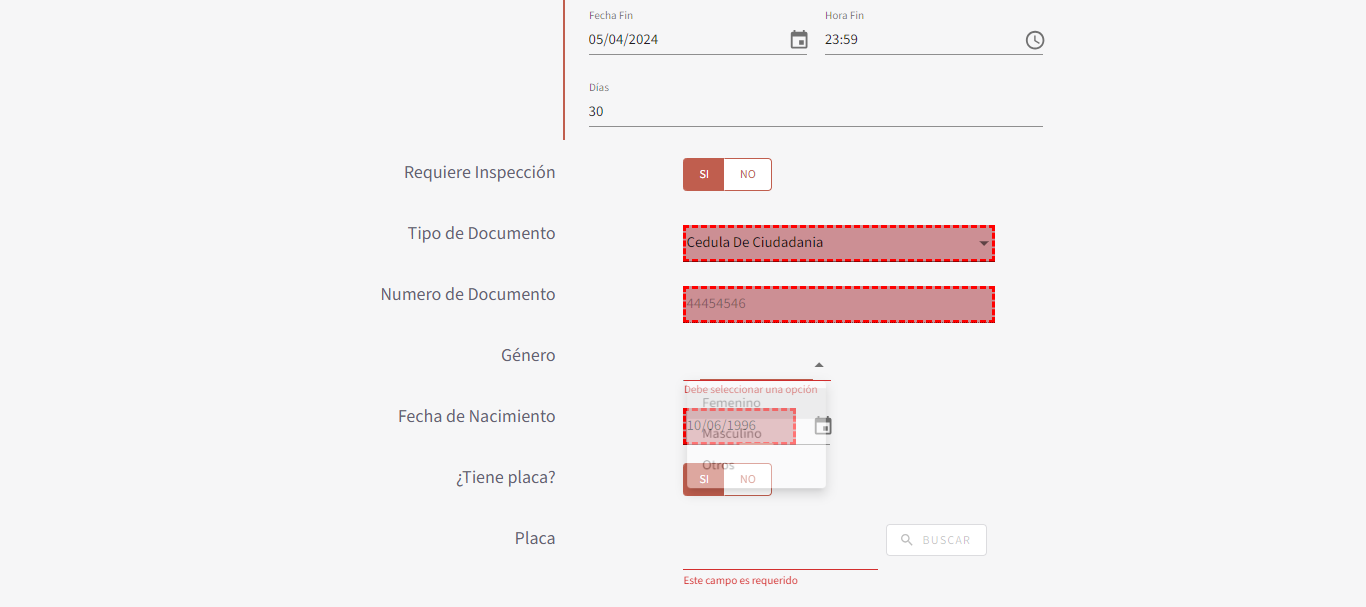 Fecha Fin
Hora Fin
05/04/2024
23:59
Días
30
Requiere Inspección
SI
NO
Tipo de Documento
Cedula De Ciudadania
Numero de Documento
44454546
Género
Debe seleccionar una opción
Femenino
Fecha de Nacimiento
10/06/1996
Masculino
Otros
¿Tiene placa?
SI
NO
Placa
BUSCAR
Este campo es requerido